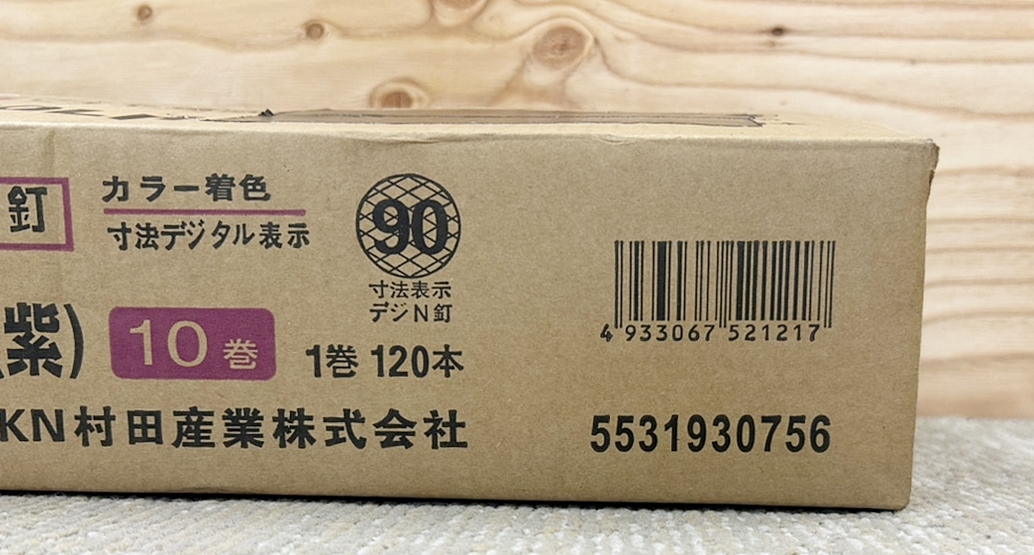 釘
カラー着色
寸法デジタル表示
90
寸法表示
デジN釘
(紫)
10巻
1巻 120本
KN村田産業株式会社
4 933067 521217
5531930756